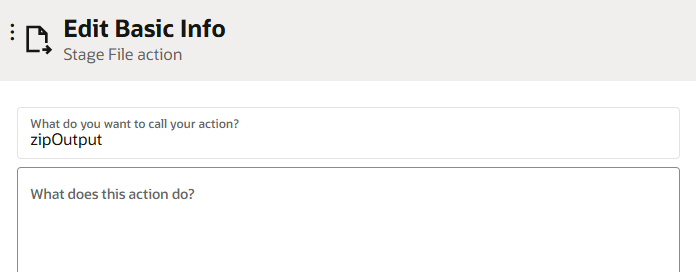 Edit Basic Info
Stage File action
What do you want to call your action?
zipOutput
What does this action do?